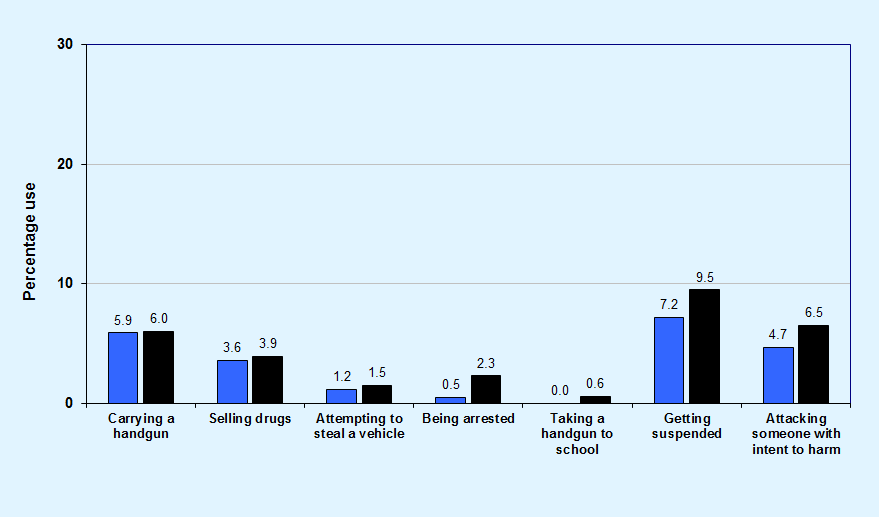 30
20
10
0
Percentage use
5.9
6.0
3.6
3.9
1.2
1.5
0.5
2.3
0.0
0.6
7.2
9.5
4.7
6.5
Carrying a
handgun
Selling drugs
Attempting to
steal a vehicle
Being arrested
Taking a
handgun to
school
Getting
suspended
Attacking
someone with
intent to harm